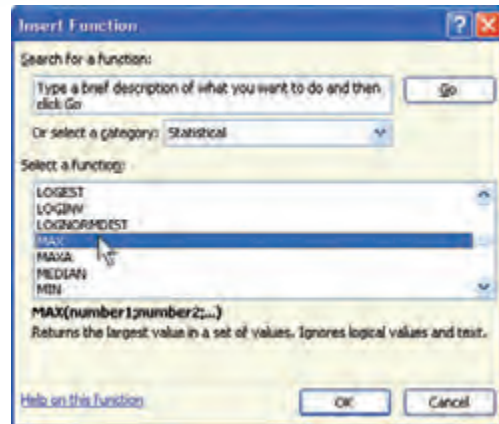 Insert Function
Search for a function:
Type a brief description of what you want to do and then
click Go
Go
Or select a category: Statistical
Select a function:
LOGEST
LOGINV
LOGNORMDIST
MAX
MAXA
MEDIAN
MIN
MAX(number1;number2;...)
Returns the largest value in a set of values. Ignores logical values and text.
Help on this function
OK
Cancel